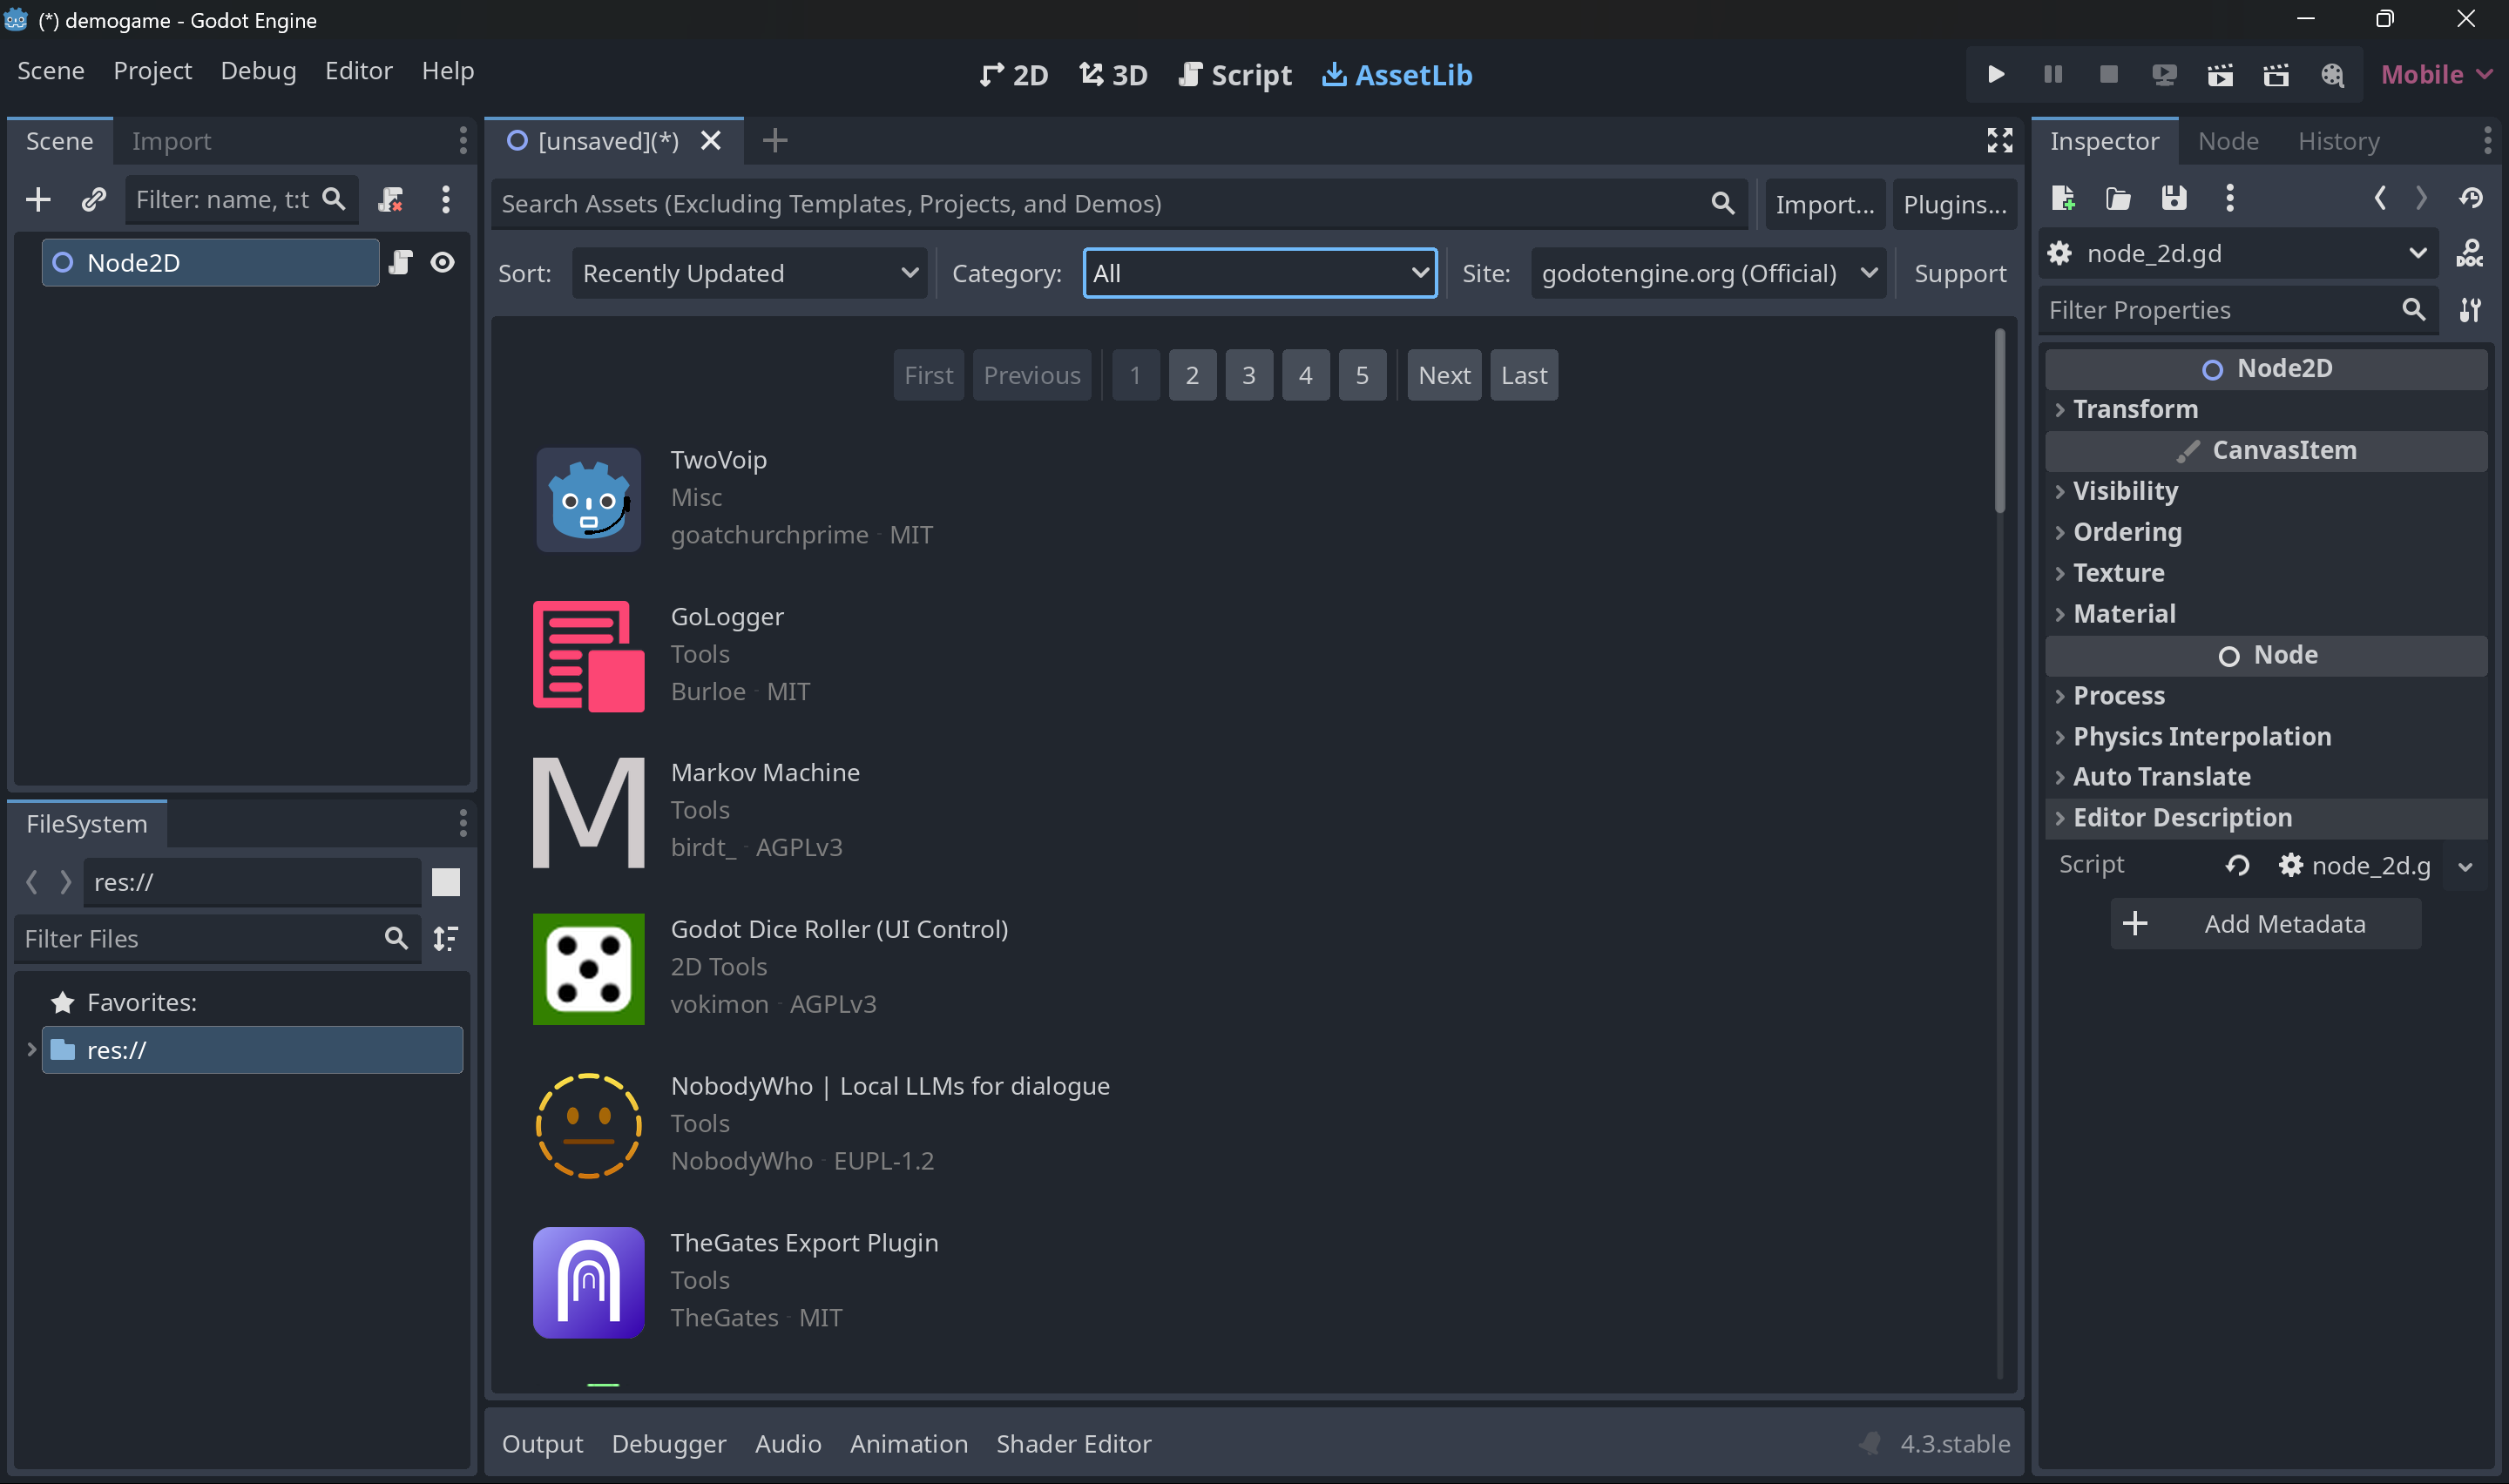 (*) demogame - Godot Engine
Scene Project Debug Editor Help
2D 3D Script AssetLib
Mobile
Scene Import
[unsaved](*)
Inspector Node History
Filter: name, t:t
Search Assets (Excluding Templates, Projects, and Demos)
Import... Plugins...
Node2D
Sort: Recently Updated Category: All Site: godotengine.org (Official) Support
node_2d.gd
DOC
Filter Properties
First Previous 1 2 3 4 5 Next Last
TwoVoip
Misc
goatchurchprime - MIT
GoLogger
Tools
Burloe - MIT
M
Markov Machine
Tools
birdt_ - AGPLv3
Godot Dice Roller (UI Control)
2D Tools
vokimon - AGPLv3
NobodyWho | Local LLMs for dialogue
Tools
NobodyWho - EUPL-1.2
TheGates Export Plugin
Tools
TheGates - MIT
Node2D
Transform
CanvasItem
Visibility
Ordering
Texture
Material
Node
Process
Physics Interpolation
Auto Translate
Editor Description
Script node_2d.g
Add Metadata
FileSystem
res://
Filter Files
Favorites:
res://
Output Debugger Audio Animation Shader Editor
4.3.stable